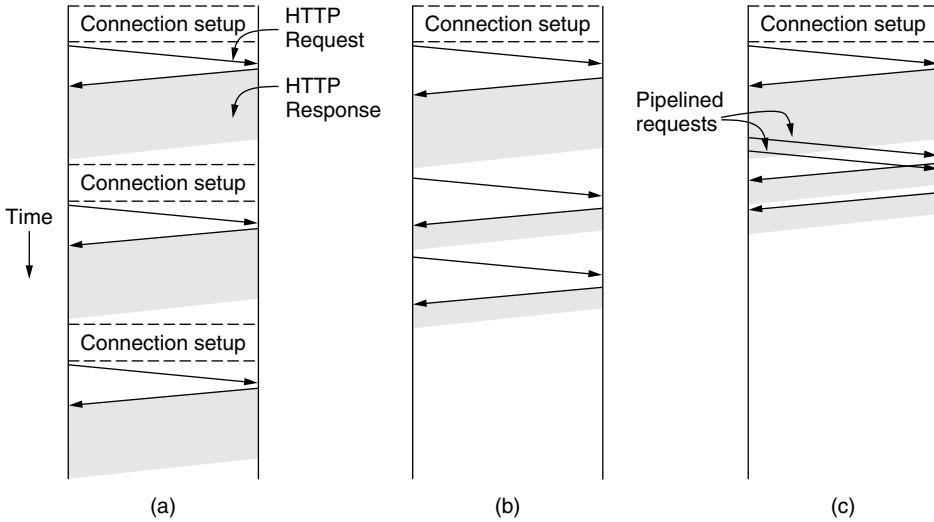 Connection setup
HTTP
Request
HTTP
Response
Connection setup
Time
Connection setup
(a)
Connection setup
(b)
Connection setup
Pipelined
requests
(c)